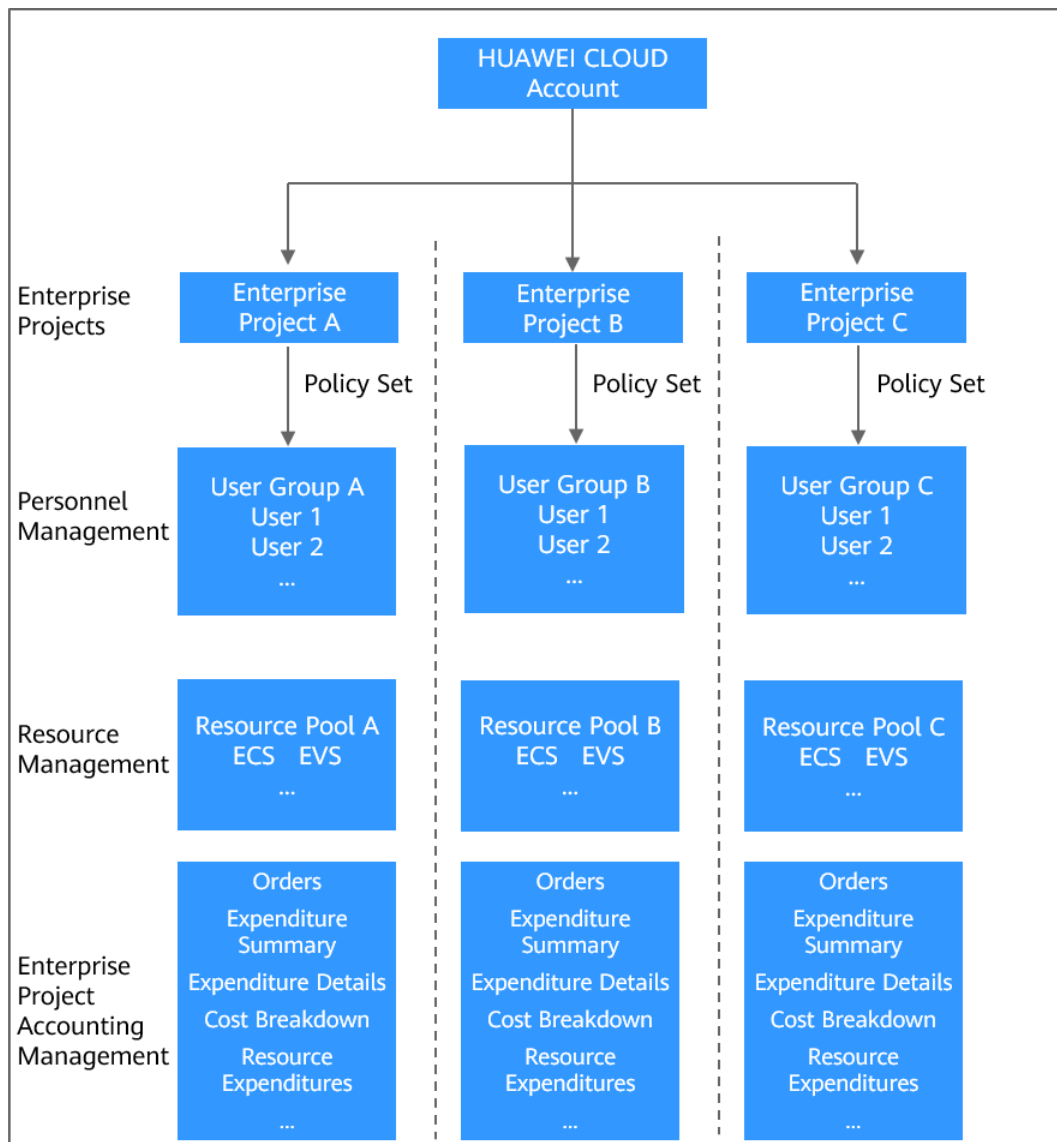 HUAWEI CLOUD
Account
Enterprise
Projects
Enterprise
Project A
Enterprise
Project B
Enterprise
Project C
Policy Set
Policy Set
Policy Set
Personnel
Management
User Group A
User 1
User 2
...
User Group B
User 1
User 2
...
User Group C
User 1
User 2
...
Resource
Management
Resource Pool A
ECS EVS
...
Resource Pool B
ECS EVS
...
Resource Pool C
ECS EVS
...
Enterprise
Project
Accounting
Management
Orders
Expenditure
Summary
Expenditure Details
Cost Breakdown
Resource
Expenditures
...
Orders
Expenditure
Summary
Expenditure Details
Cost Breakdown
Resource
Expenditures
...
Orders
Expenditure
Summary
Expenditure Details
Cost Breakdown
Resource
Expenditures
...